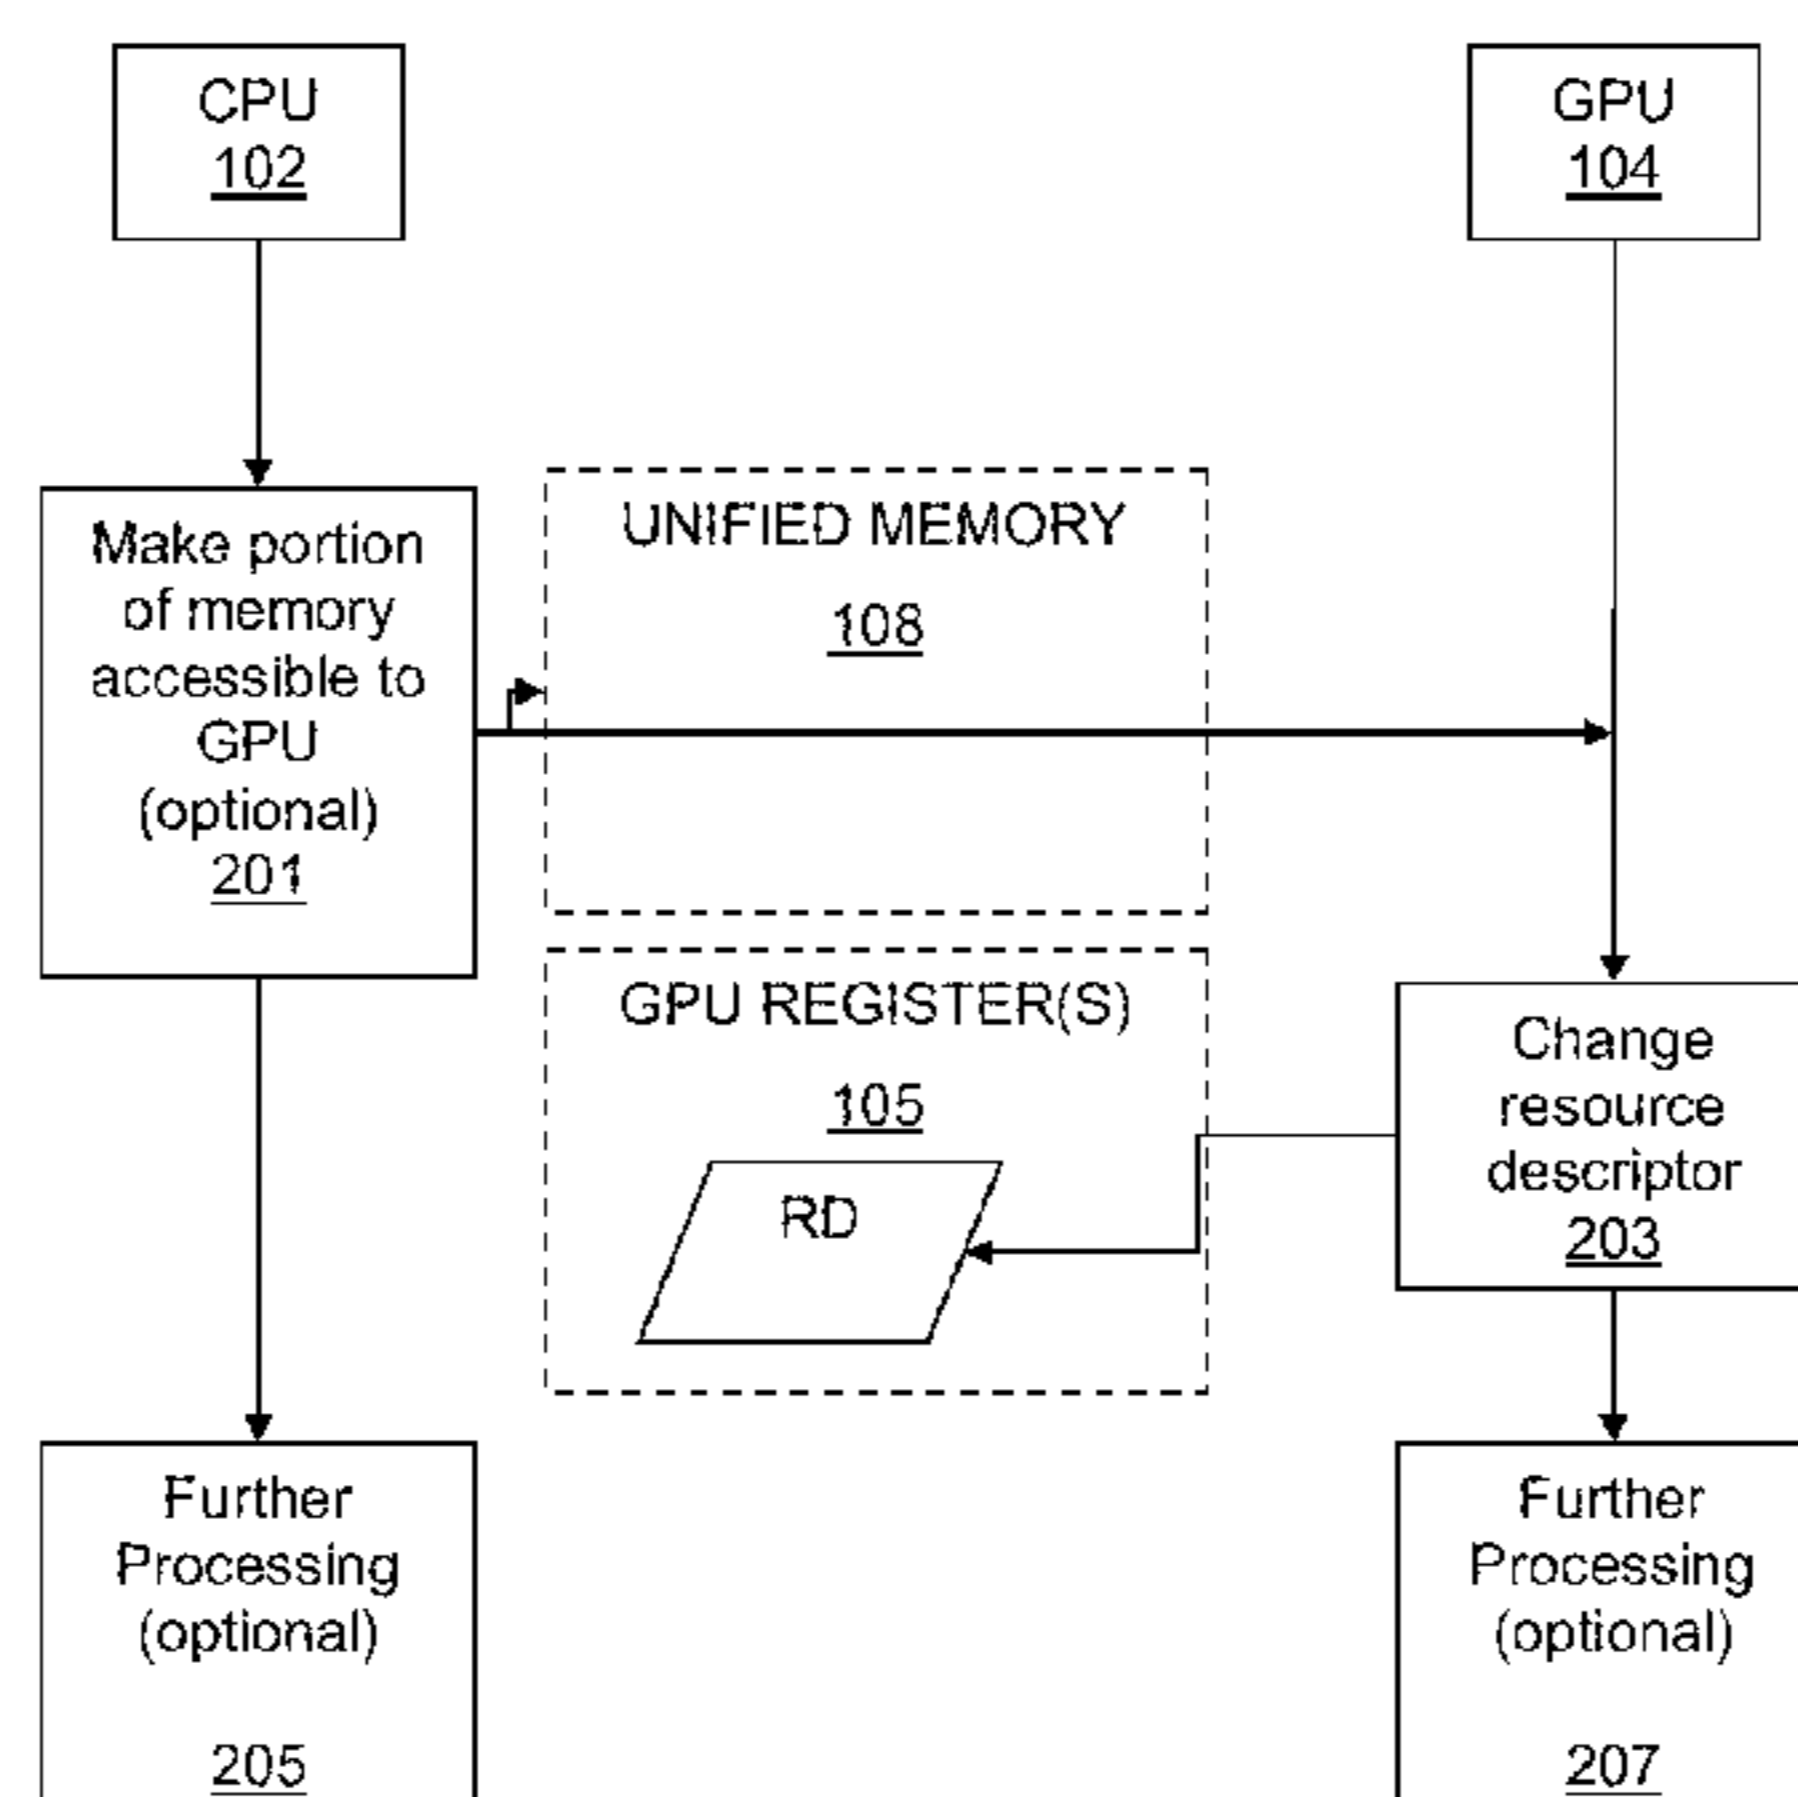 CPU
102
GPU
104
Make portion
of memory
accessible to
GPU
(optional)
201
UNIFIED MEMORY
108
GPU REGISTER(S)
105
RD
Change
resource
descriptor
203
Further
Processing
(optional)
205
Further
Processing
(optional)
207